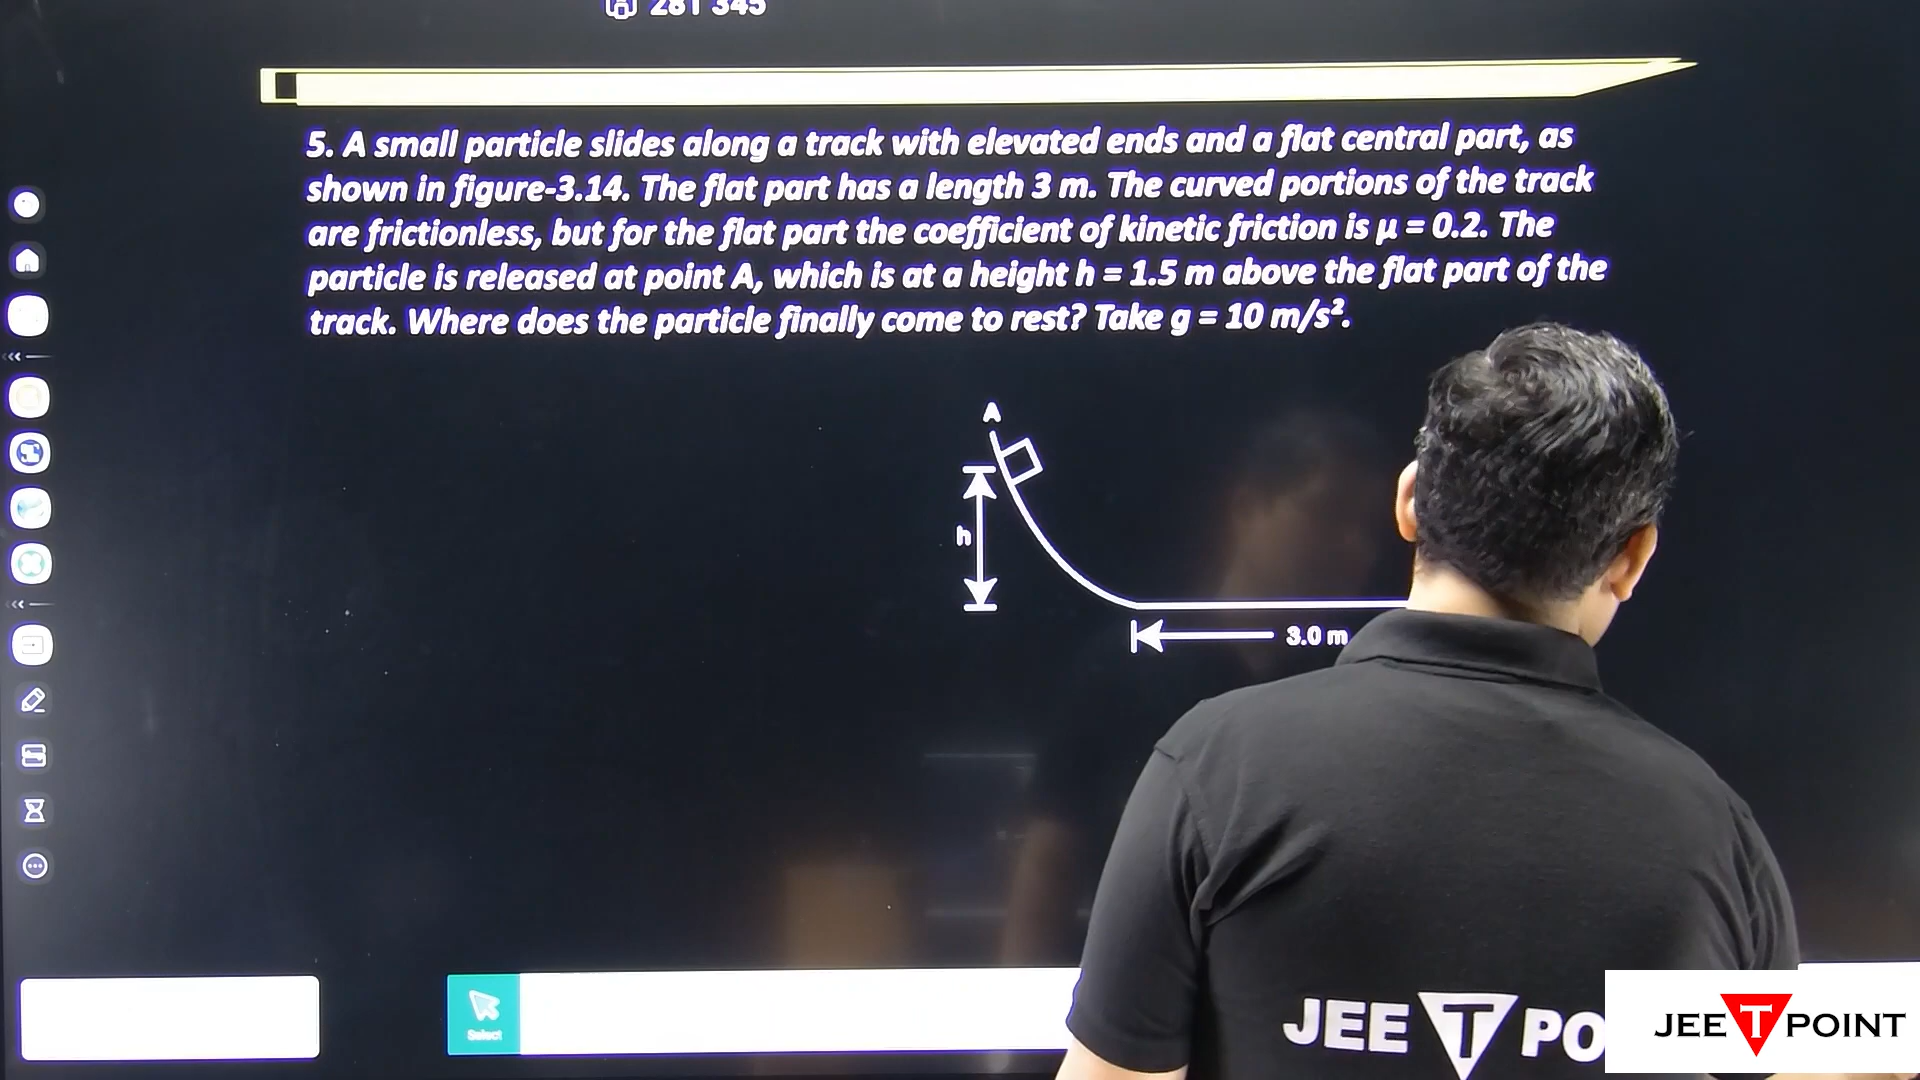 281 345
5. A small particle slides along a track with elevated ends and a flat central part, as
shown in figure-3.14. The flat part has a length 3 m. The curved portions of the track
are frictionless, but for the flat part the coefficient of kinetic friction is μ = 0.2. The
particle is released at point A, which is at a height h = 1.5 m above the flat part of the
track. Where does the particle finally come to rest? Take g = 10 m/s².
A
h
3.0 m
Select
JEE T PO
JEE T POINT